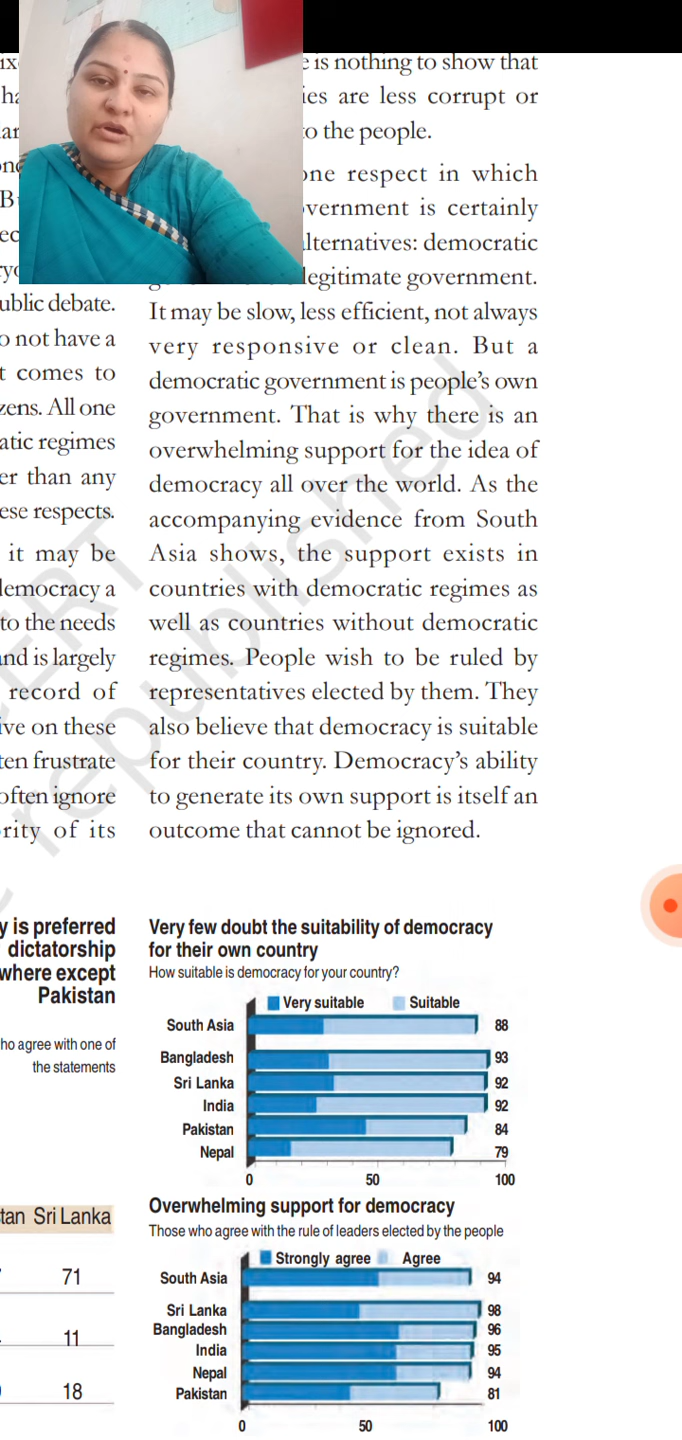 e is nothing to show that
ies are less corrupt or
to the people.
one respect in which
vernment is certainly
lternatives: democratic
legitimate government.
It may be slow, less efficient, not always
very responsive or clean. But a
democratic government is people's own
government. That is why there is an
overwhelming support for the idea of
democracy all over the world. As the
accompanying evidence from South
Asia shows, the support exists in
countries with democratic regimes as
well as countries without democratic
regimes. People wish to be ruled by
representatives elected by them. They
also believe that democracy is suitable
for their country. Democracy's ability
to generate its own support is itself an
outcome that cannot be ignored.
ublic debate.
o not have a
t comes to
zens. All one
atic regimes
er than any
ese respects.
it may be
lemocracy a
to the needs
and is largely
record of
ive on these
ten frustrate
often ignore
rity of its
y is preferred
dictatorship
where except
Pakistan
ho agree with one of
the statements
tan Sri Lanka
71
11
18
Very few doubt the suitability of democracy
for their own country
How suitable is democracy for your country?
Very suitable Suitable
South Asia 88
Bangladesh 93
Sri Lanka 92
India 92
Pakistan 84
Nepal 79
0 50 100
Overwhelming support for democracy
Those who agree with the rule of leaders elected by the people
Strongly agree Agree
South Asia 94
Sri Lanka 98
Bangladesh 96
India 95
Nepal 94
Pakistan 81
0 50 100
republished